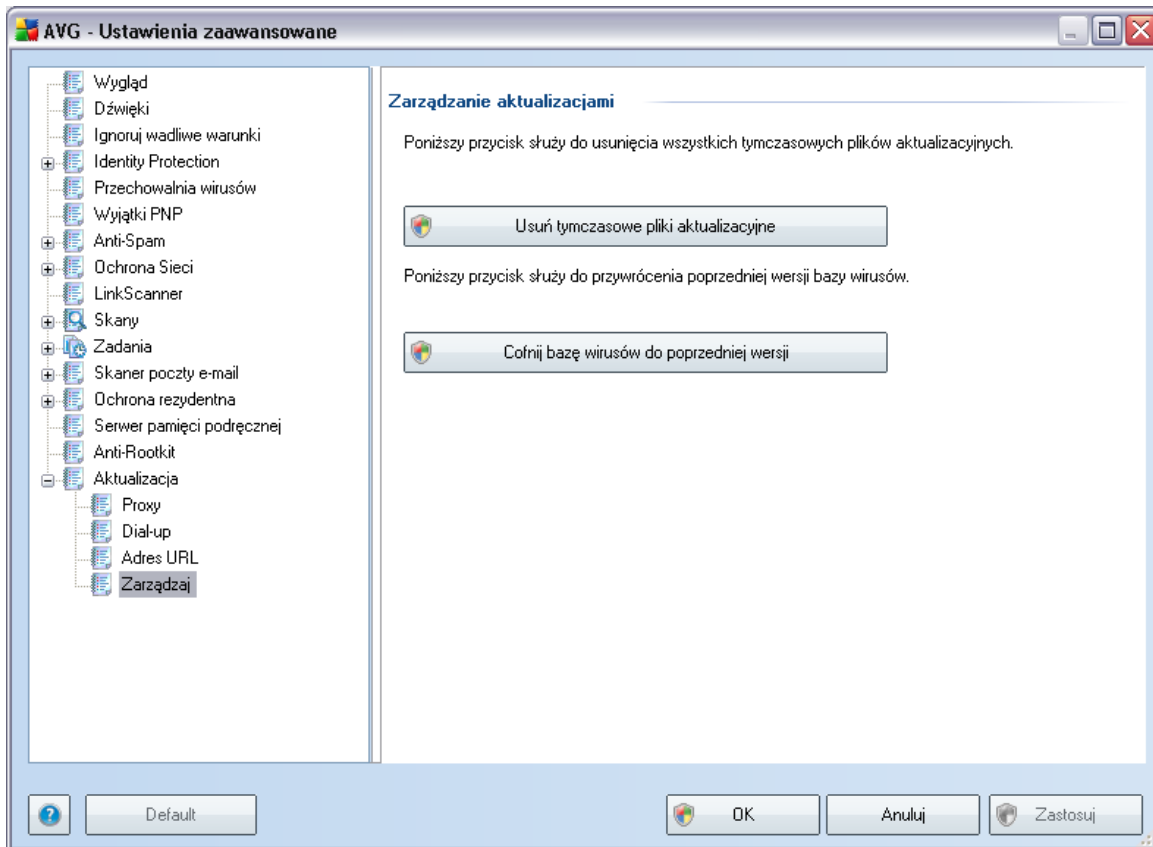 AVG - Ustawienia zaawansowane
Wygląd
Dźwięki
Ignoruj wadliwe warunki
Identity Protection
Przechowalnia wirusów
Wyjątki PNP
Anti-Spam
Ochrona Sieci
LinkScanner
Skany
Zadania
Skaner poczty e-mail
Ochrona rezydentna
Serwer pamięci podręcznej
Anti-Rootkit
Aktualizacja
Proxy
Dial-up
Adres URL
Zarządzaj
Zarządzanie aktualizacjami
Poniższy przycisk służy do usunięcia wszystkich tymczasowych plików aktualizacyjnych.
Usuń tymczasowe pliki aktualizacyjne
Poniższy przycisk służy do przywrócenia poprzedniej wersji bazy wirusów.
Cofnij bazę wirusów do poprzedniej wersji
Default
OK
Anuluj
Zastosuj